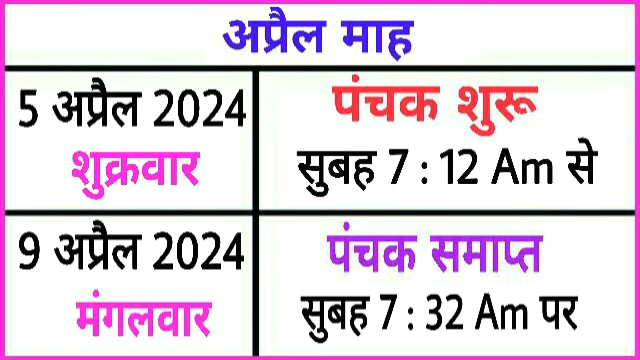 अप्रैल माह
5 अप्रैल 2024
शुक्रवार
पंचक शुरू
सुबह 7 : 12 Am से
9 अप्रैल 2024
मंगलवार
पंचक समाप्त
सुबह 7 : 32 Am पर